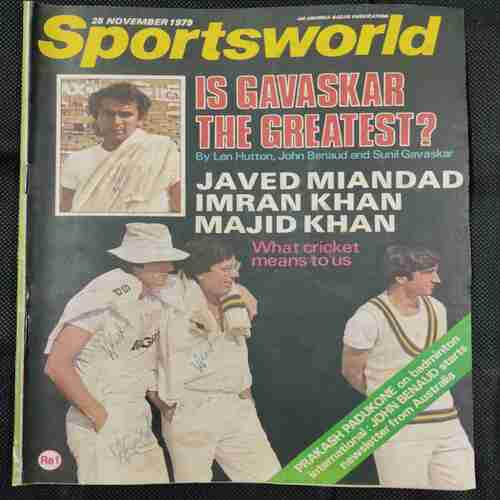 25 NOVEMBER 1979
AN ANANDA BAZAR PUBLICATION
Sportsworld
IS GAVASKAR
THE GREATEST?
By Len Hutton, John Benaud and Sunil Gavaskar
JAVED MIANDAD
IMRAN KHAN
MAJID KHAN
What cricket
means to us
PRAKASH PADUKONE on badminton
international: JOHN BENAUD starts
newsletter from Australia
Re1